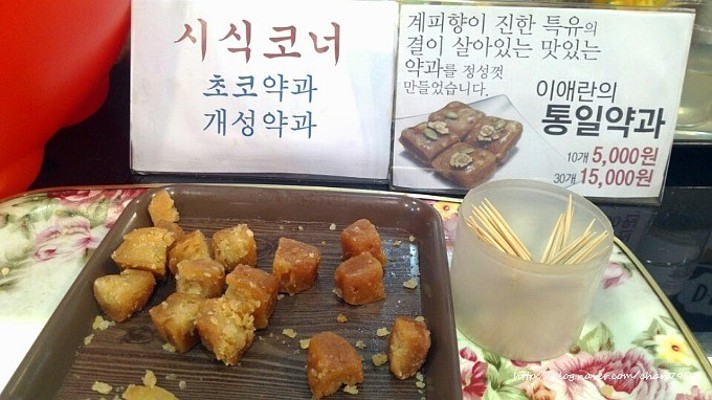 시식코너
초코약과
개성약과
계피향이 진한 특유의
결이 살아있는 맛있는
약과를 정성껏
만들었습니다.
이애란의
통일약과
10개 5,000원
30개 15,000원